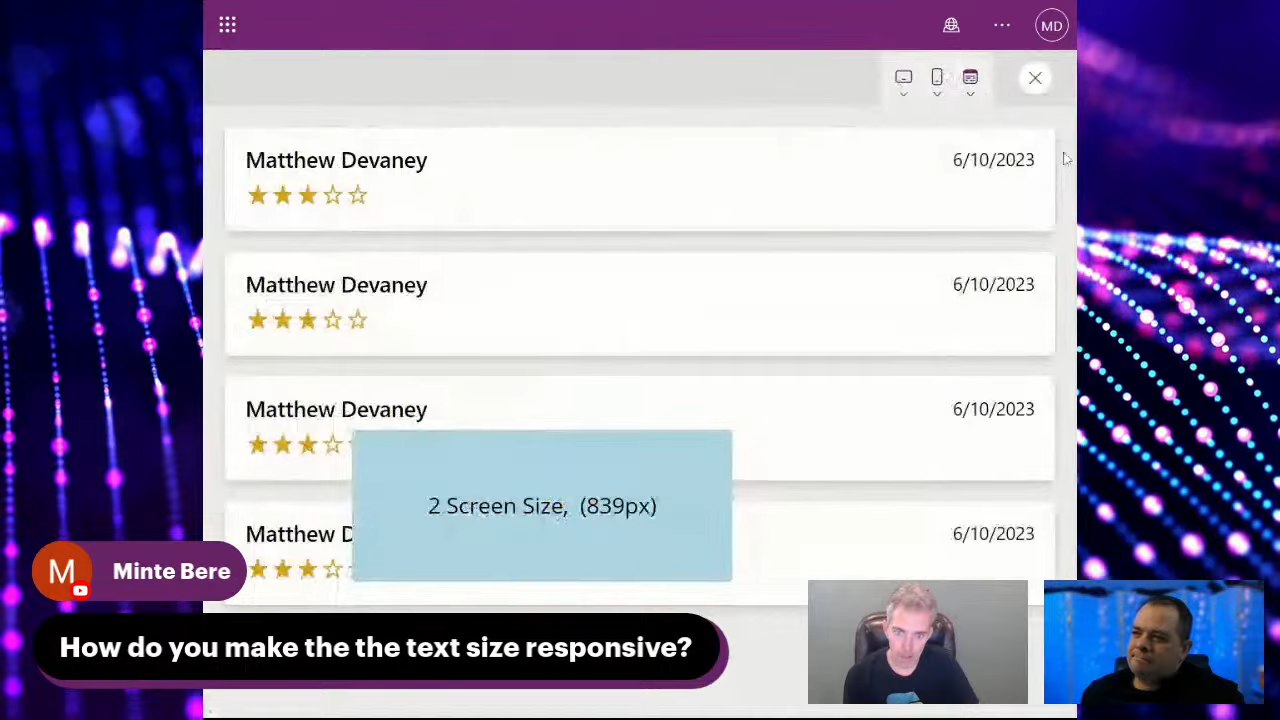 MD
Matthew Devaney
6/10/2023
Matthew Devaney
6/10/2023
Matthew Devaney
6/10/2023
2 Screen Size, (839px)
Matthew D
6/10/2023
M
Minte Bere
How do you make the the text size responsive?